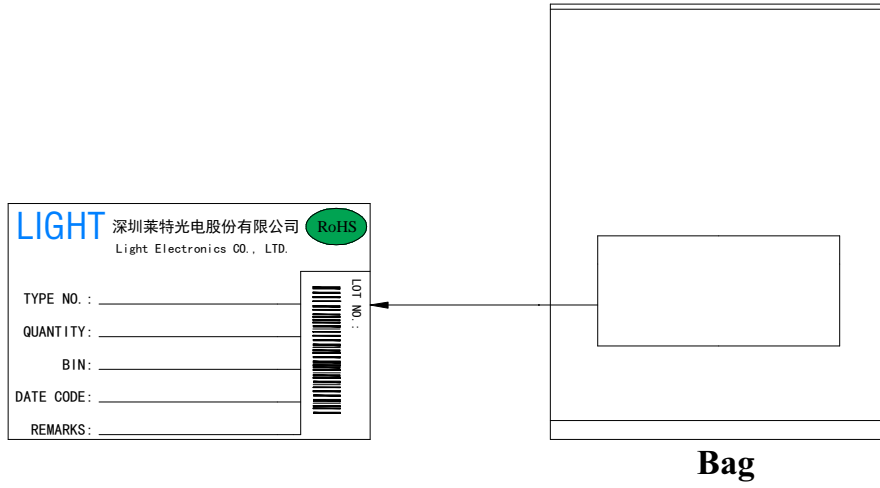 LIGHT 深圳莱特光电股份有限公司 RoHS
Light Electronics CO., LTD.
LOT NO.:
TYPE NO.:
QUANTITY:
BIN:
DATE CODE:
REMARKS:
Bag